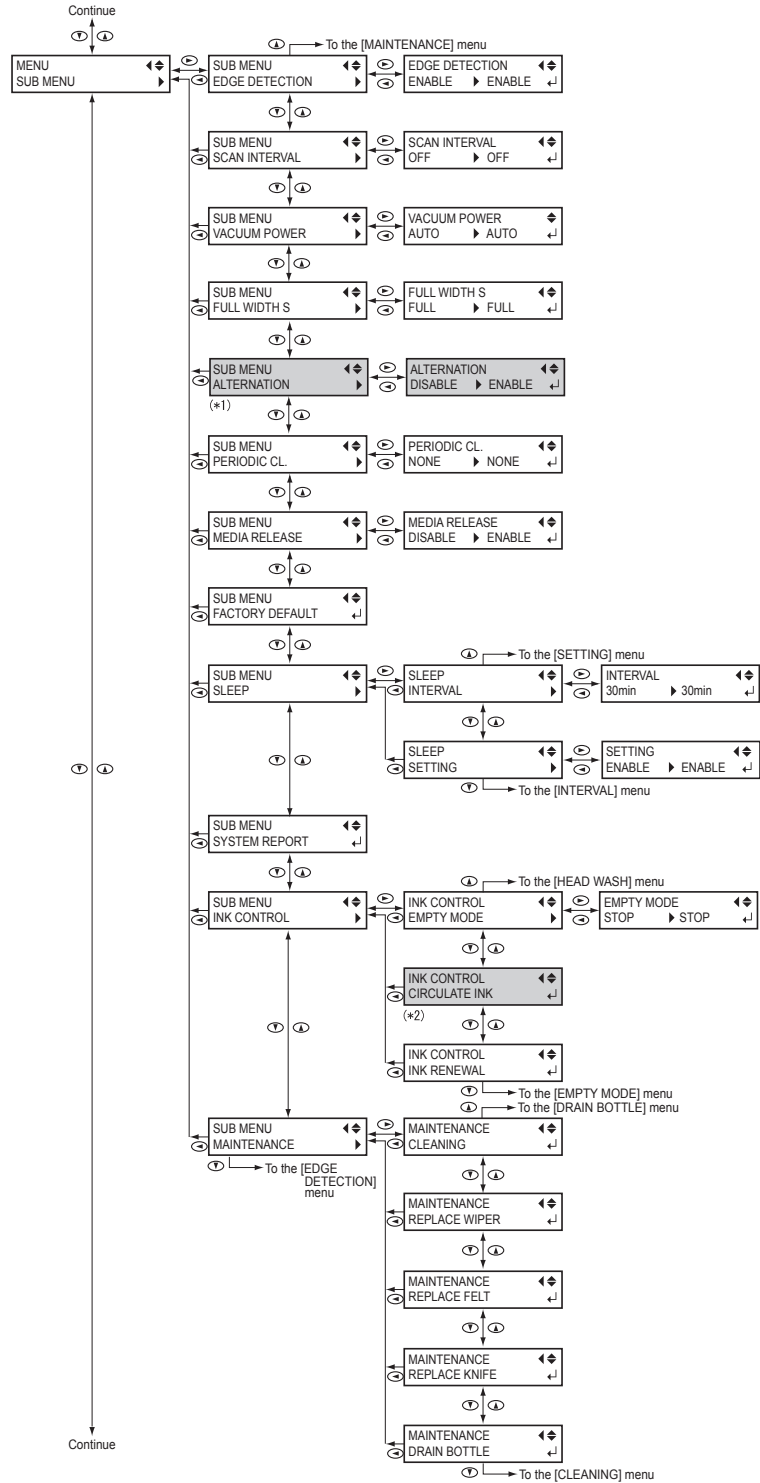 Continue
MENU
SUB MENU
To the [MAINTENANCE] menu
SUB MENU
EDGE DETECTION
EDGE DETECTION
ENABLE ENABLE
SUB MENU
SCAN INTERVAL
SCAN INTERVAL
OFF OFF
SUB MENU
VACUUM POWER
VACUUM POWER
AUTO AUTO
SUB MENU
FULL WIDTH S
FULL WIDTH S
FULL FULL
SUB MENU
ALTERNATION
(*1)
ALTERNATION
DISABLE ENABLE
SUB MENU
PERIODIC CL.
PERIODIC CL.
NONE NONE
SUB MENU
MEDIA RELEASE
MEDIA RELEASE
DISABLE ENABLE
SUB MENU
FACTORY DEFAULT
SUB MENU
SLEEP
To the [SETTING] menu
SLEEP
INTERVAL
INTERVAL
30min 30min
SLEEP
SETTING
SETTING
ENABLE ENABLE
To the [INTERVAL] menu
SUB MENU
SYSTEM REPORT
SUB MENU
INK CONTROL
To the [HEAD WASH] menu
INK CONTROL
EMPTY MODE
EMPTY MODE
STOP STOP
INK CONTROL
CIRCULATE INK
(*2)
INK CONTROL
INK RENEWAL
To the [EMPTY MODE] menu
To the [DRAIN BOTTLE] menu
SUB MENU
MAINTENANCE
To the [EDGE
DETECTION]
menu
MAINTENANCE
CLEANING
MAINTENANCE
REPLACE WIPER
MAINTENANCE
REPLACE FELT
MAINTENANCE
REPLACE KNIFE
MAINTENANCE
DRAIN BOTTLE
To the [CLEANING] menu
Continue